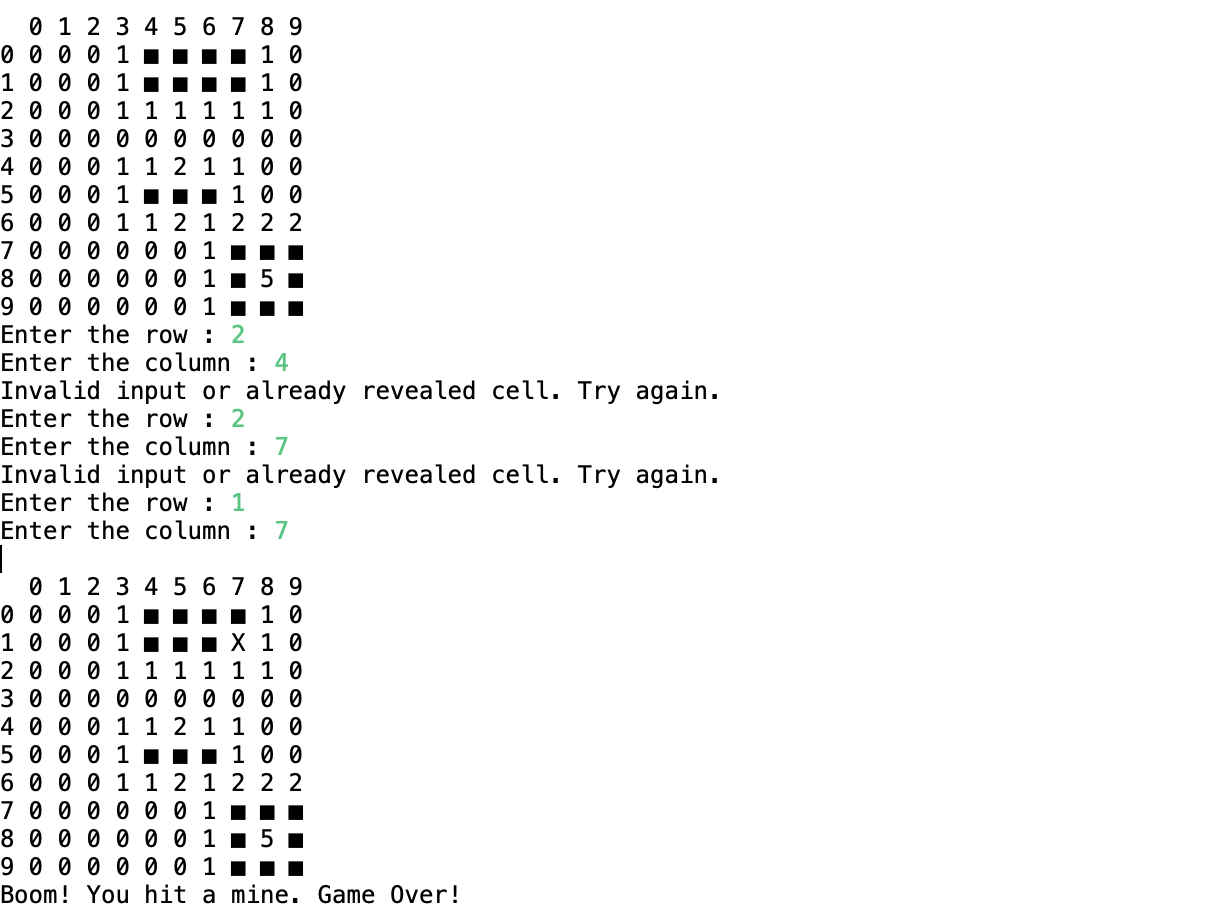 0 1 2 3 4 5 6 7 8 9
0 0 0 0 1 ■ ■ ■ ■ 1 0
1 0 0 0 1 ■ ■ ■ ■ 1 0
2 0 0 0 1 1 1 1 1 1 0
3 0 0 0 0 0 0 0 0 0 0
4 0 0 0 1 1 2 1 1 0 0
5 0 0 0 1 ■ ■ ■ 1 0 0
6 0 0 0 1 1 2 1 2 2 2
7 0 0 0 0 0 0 1 ■ ■ ■
8 0 0 0 0 0 0 1 ■ 5 ■
9 0 0 0 0 0 0 1 ■ ■ ■
Enter the row : 2
Enter the column : 4
Invalid input or already revealed cell. Try again.
Enter the row : 2
Enter the column : 7
Invalid input or already revealed cell. Try again.
Enter the row : 1
Enter the column : 7
  0 1 2 3 4 5 6 7 8 9
0 0 0 0 1 ■ ■ ■ ■ 1 0
1 0 0 0 1 ■ ■ ■ X 1 0
2 0 0 0 1 1 1 1 1 1 0
3 0 0 0 0 0 0 0 0 0 0
4 0 0 0 1 1 2 1 1 0 0
5 0 0 0 1 ■ ■ ■ 1 0 0
6 0 0 0 1 1 2 1 2 2 2
7 0 0 0 0 0 0 1 ■ ■ ■
8 0 0 0 0 0 0 1 ■ 5 ■
9 0 0 0 0 0 0 1 ■ ■ ■
Boom! You hit a mine. Game Over!